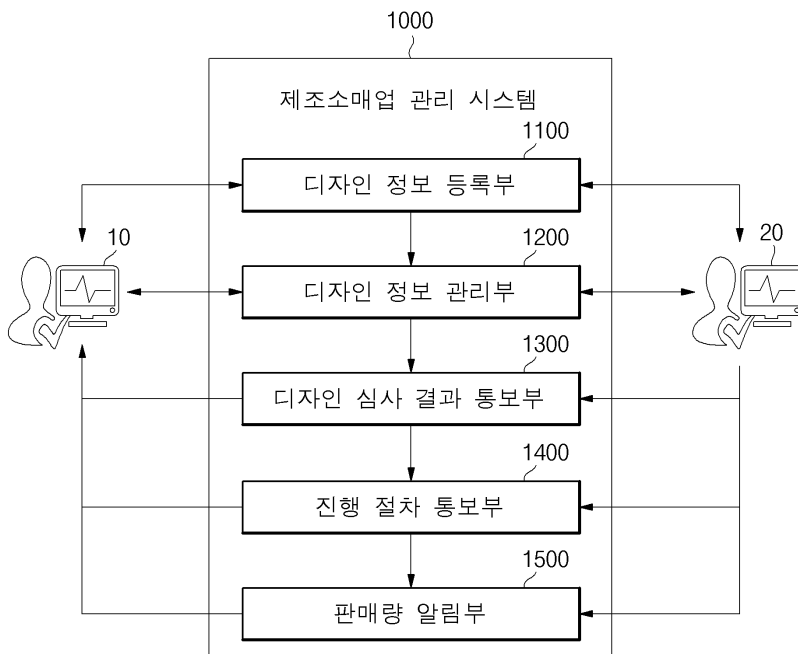 1000
제조소매업 관리 시스템
1100
디자인 정보 등록부
10
1200
20
디자인 정보 관리부
1300
디자인 심사 결과 통보부
1400
진행 절차 통보부
1500
판매량 알림부